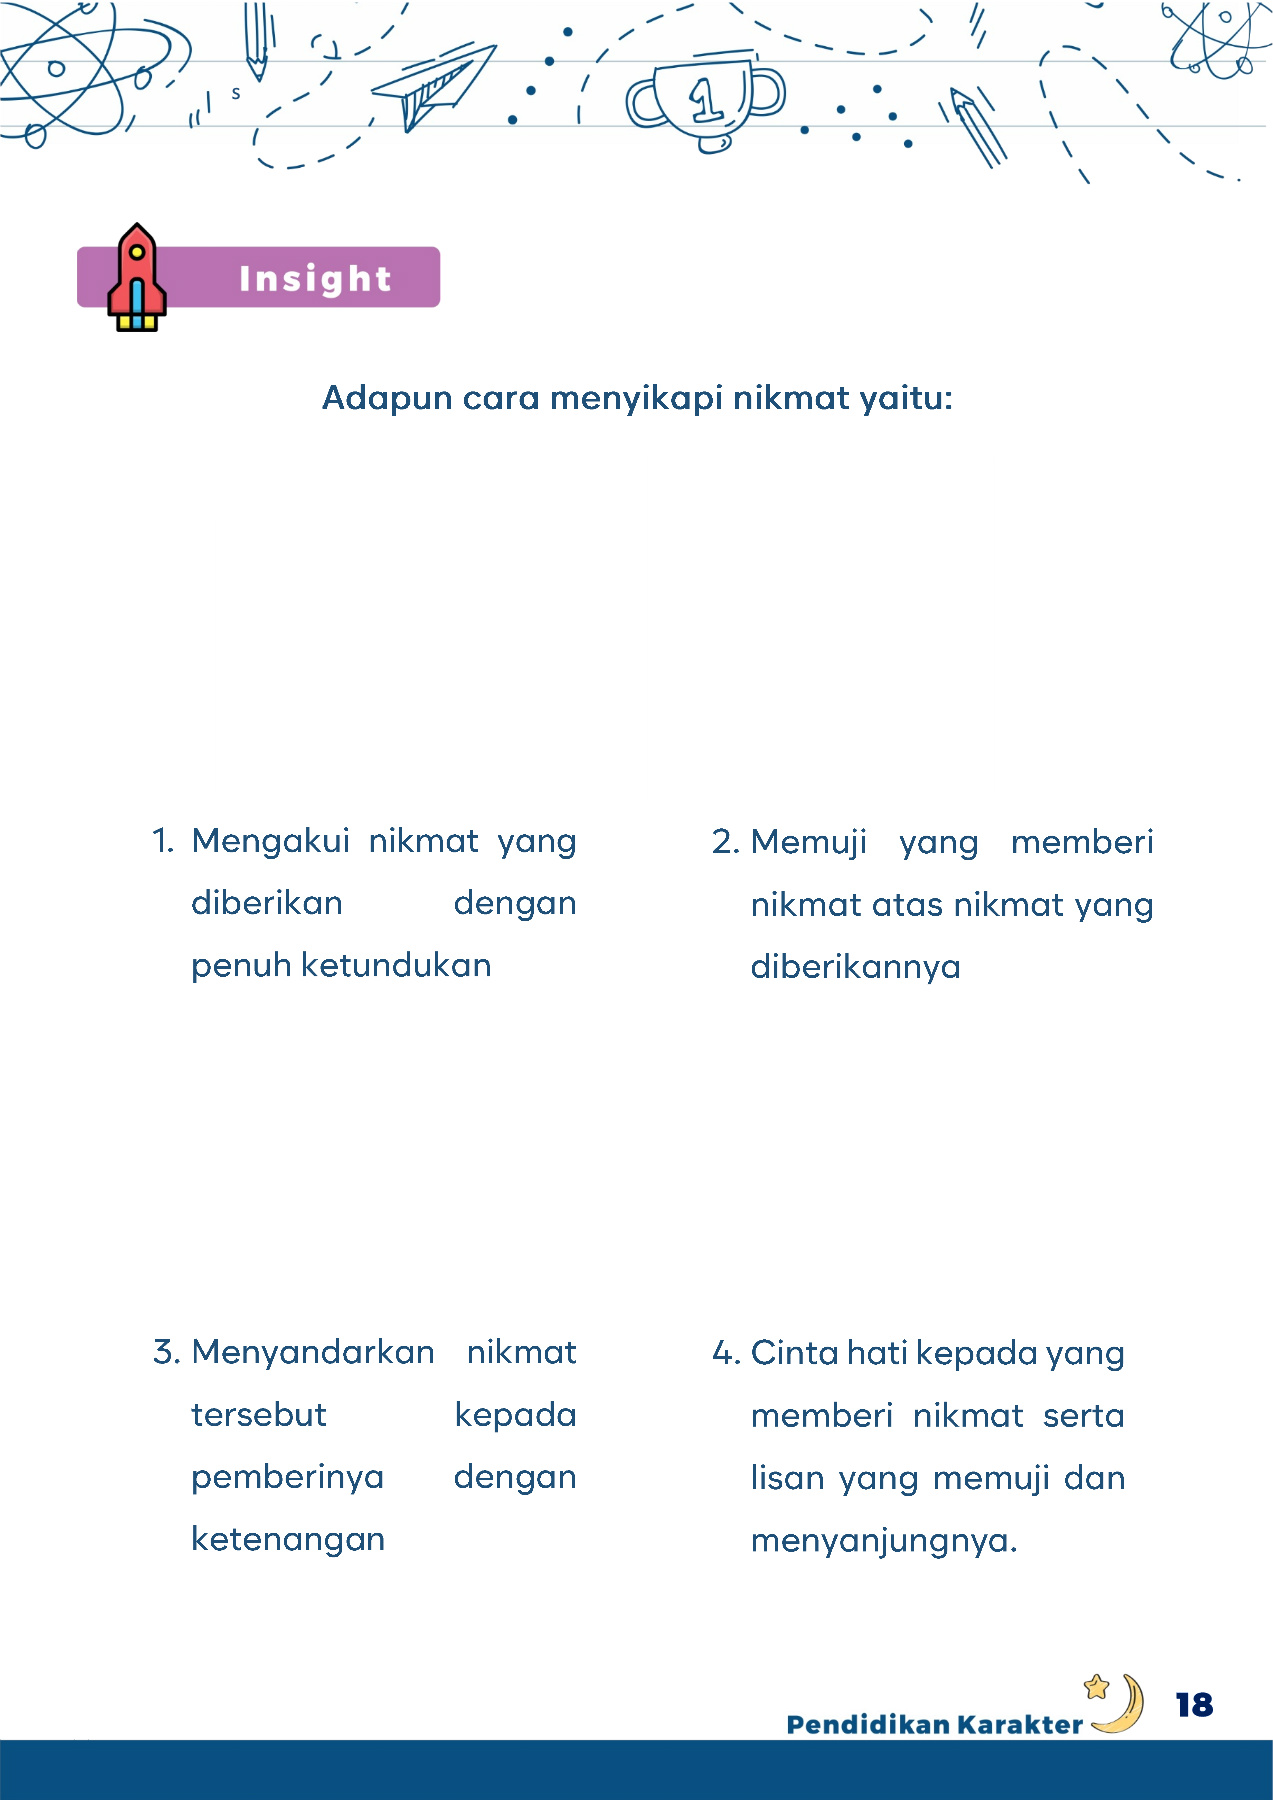 1
s
Insight
Adapun cara menyikapi nikmat yaitu:
1. Mengakui nikmat yang
diberikan dengan
penuh ketundukan
2. Memuji yang memberi
nikmat atas nikmat yang
diberikannya
3. Menyandarkan nikmat
tersebut kepada
pemberinya dengan
ketenangan
4. Cinta hati kepada yang
memberi nikmat serta
lisan yang memuji dan
menyanjungnya.
Pendidikan Karakter
18